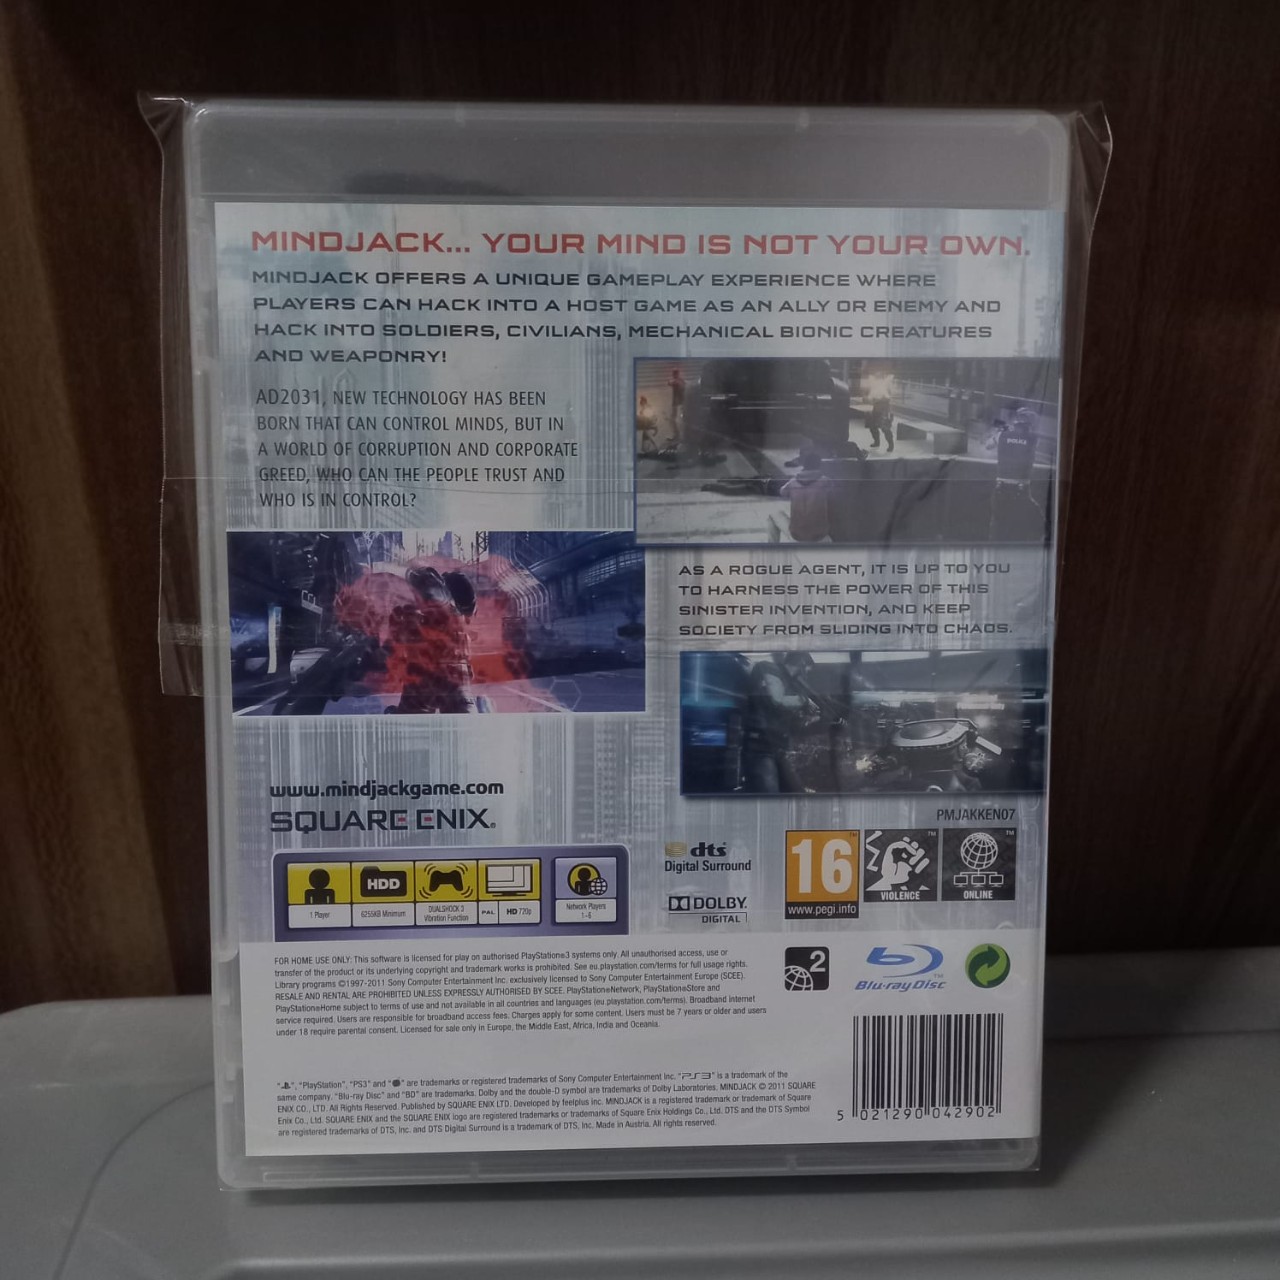 MINDJACK... YOUR MIND IS NOT YOUR OWN.
MINDJACK OFFERS A UNIQUE GAMEPLAY EXPERIENCE WHERE
PLAYERS CAN HACK INTO A HOST GAME AS AN ALLY OR ENEMY AND
HACK INTO SOLDIERS, CIVILIANS, MECHANICAL BIONIC CREATURES
AND WEAPONRY!
AD2031, NEW TECHNOLOGY HAS BEEN
BORN THAT CAN CONTROL MINDS, BUT IN
A WORLD OF CORRUPTION AND CORPORATE
GREED, WHO CAN THE PEOPLE TRUST AND
WHO IS IN CONTROL?
POLICE
AS A ROGUE AGENT, IT IS UP TO YOU
TO HARNESS THE POWER OF THIS
SINISTER INVENTION, AND KEEP
SOCIETY FROM SLIDING INTO CHAOS.
www.mindjackgame.com
SQUARE ENIX®
PMJAKKEN07
HDD
1 Player
6255KB Minimum
DUALSHOCK 3
Vibration Function
PAL HD 720p
Network Players
1-6
dts
Digital Surround
DOLBY
DIGITAL
16
www.pegi.info
VIOLENCE
ONLINE
FOR HOME USE ONLY: This software is licensed for play on authorised PlayStation®3 systems only. All unauthorised access, use or
transfer of the product or its underlying copyright and trademark works is prohibited. See eu.playstation.com/terms for full usage rights.
Library programs ©1997-2011 Sony Computer Entertainment Inc. exclusively licensed to Sony Computer Entertainment Europe (SCEE).
RESALE AND RENTAL ARE PROHIBITED UNLESS EXPRESSLY AUTHORISED BY SCEE. PlayStation®Network, PlayStation®Store and
PlayStation®Home subject to terms of use and not available in all countries and languages (eu.playstation.com/terms). Broadband internet
service required. Users are responsible for broadband access fees. Charges apply for some content. Users must be 7 years or older and users
under 18 require parental consent. Licensed for sale only in Europe, the Middle East, Africa, India and Oceania.
2
Blu-ray Disc™
"", "PlayStation", "PS3" and "" are trademarks or registered trademarks of Sony Computer Entertainment Inc. "PS3" is a trademark of the
same company. "Blu-ray Disc" and "BD" are trademarks. Dolby and the double-D symbol are trademarks of Dolby Laboratories. MINDJACK © 2011 SQUARE
ENIX CO., LTD. All Rights Reserved. Published by SQUARE ENIX LTD. Developed by feelplus inc. MINDJACK is a registered trademark or trademark of Square
Enix Co., Ltd. SQUARE ENIX and the SQUARE ENIX logo are registered trademarks or trademarks of Square Enix Holdings Co., Ltd. DTS and the DTS Symbol
are registered trademarks of DTS, Inc. and DTS Digital Surround is a trademark of DTS, Inc. Made in Austria. All rights reserved.
5 021290 042902